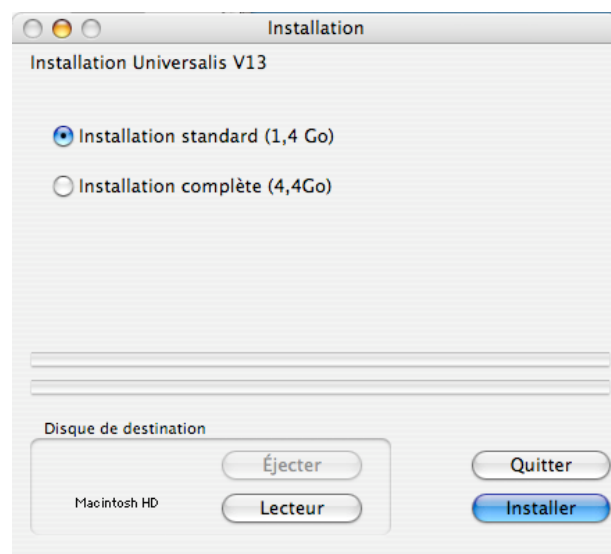 Installation
Installation Universalis V13
Installation standard (1,4 Go)
Installation complète (4,4Go)
Disque de destination
Éjecter
Quitter
Macintosh HD
Lecteur
Installer